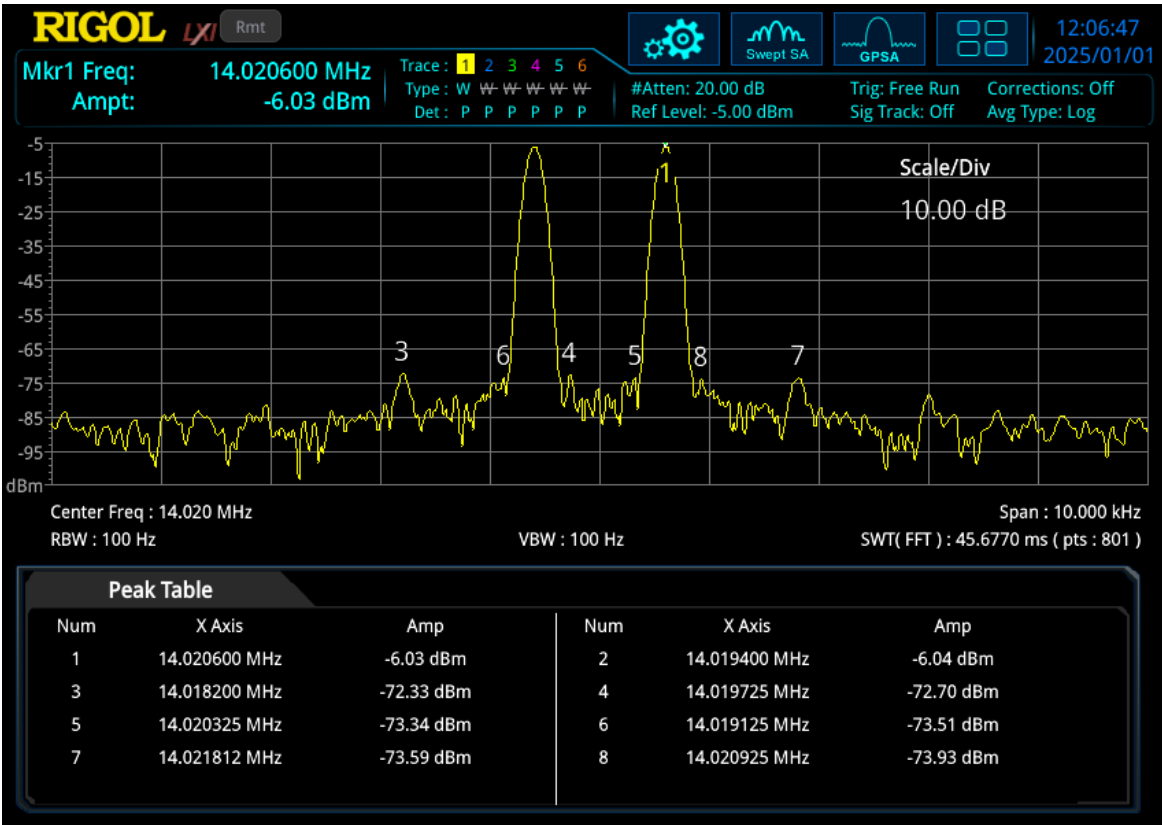 RIGOL LXI Rmt
Swept SA
GPSA
12:06:47
2025/01/01
Mkr1 Freq: 14.020600 MHz
Ampt: -6.03 dBm
Trace : 1 2 3 4 5 6
Type : W W W W W W
Det : P P P P P P
#Atten: 20.00 dB
Ref Level: -5.00 dBm
Trig: Free Run
Sig Track: Off
Corrections: Off
Avg Type: Log
-5
-15
-25
-35
-45
-55
-65
-75
-85
-95
dBm
Scale/Div
10.00 dB
1
3
6
4
5
8
7
Center Freq : 14.020 MHz
Span : 10.000 kHz
RBW : 100 Hz
VBW : 100 Hz
SWT( FFT ) : 45.6770 ms ( pts : 801 )
Peak Table
Num X Axis Amp Num X Axis Amp
1 14.020600 MHz -6.03 dBm 2 14.019400 MHz -6.04 dBm
3 14.018200 MHz -72.33 dBm 4 14.019725 MHz -72.70 dBm
5 14.020325 MHz -73.34 dBm 6 14.019125 MHz -73.51 dBm
7 14.021812 MHz -73.59 dBm 8 14.020925 MHz -73.93 dBm